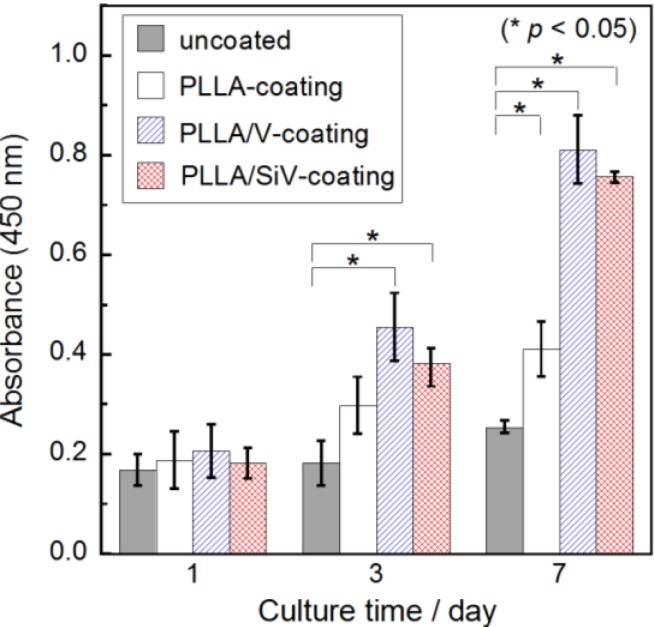 (* p < 0.05)
uncoated
PLLA-coating
PLLA/V-coating
PLLA/SiV-coating
*
*
*
*
*
1.0
0.8
0.6
0.4
0.2
0.0
Absorbance (450 nm)
1 3 7
Culture time / day